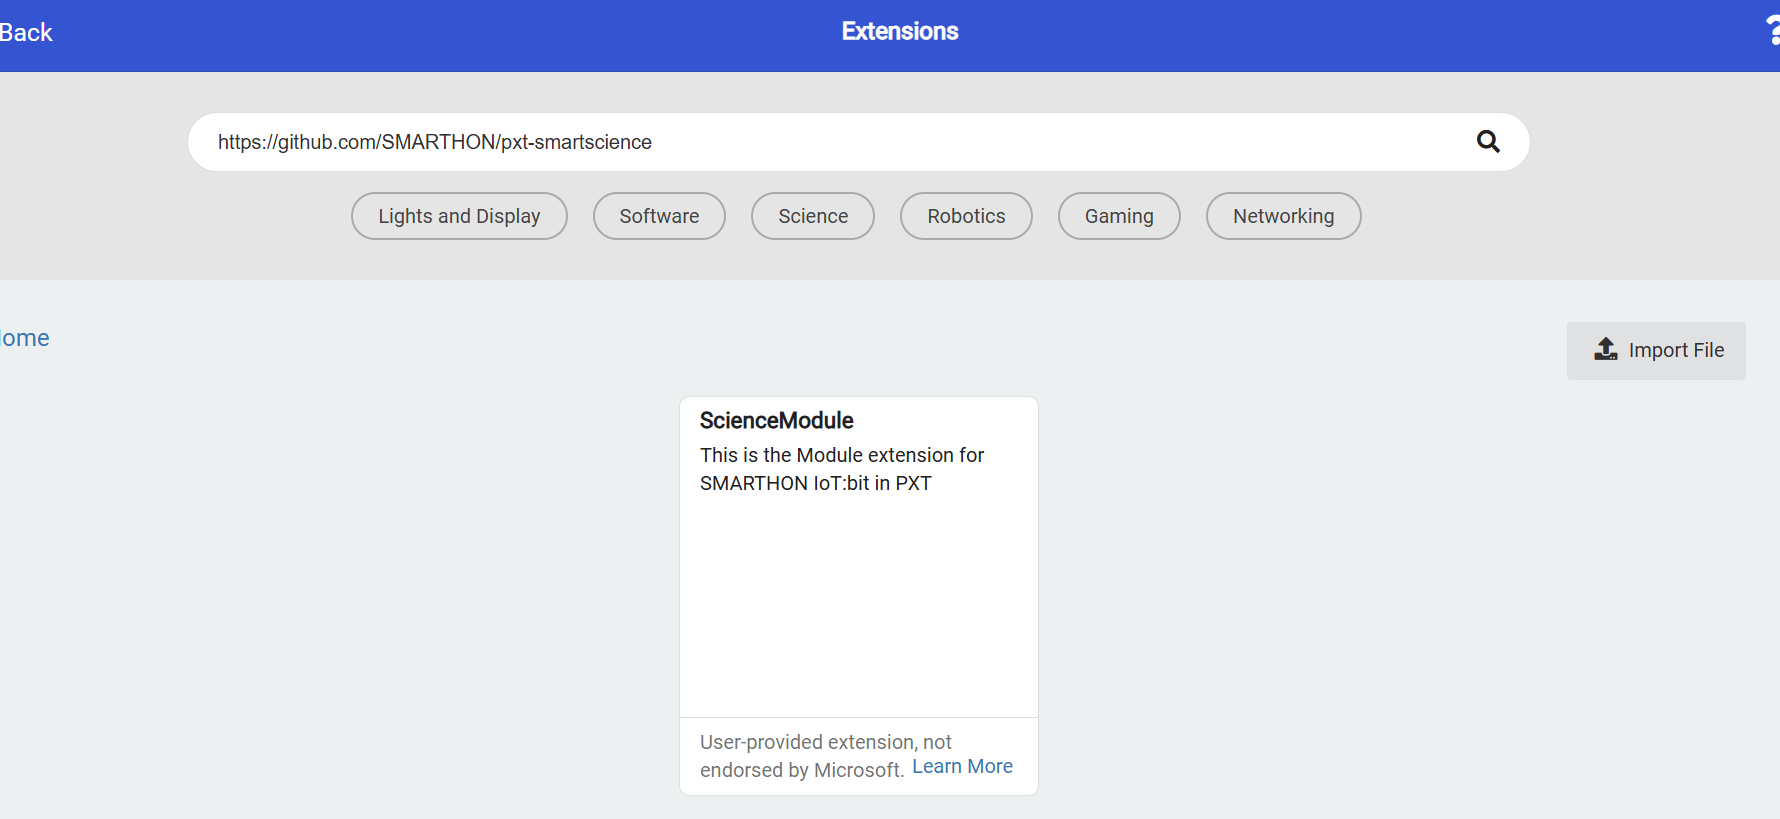 Back
Extensions
?
https://github.com/SMARTHON/pxt-smartscience
Lights and Display
Software
Science
Robotics
Gaming
Networking
ome
Import File
ScienceModule
This is the Module extension for
SMARTHON IoT:bit in PXT
User-provided extension, not
endorsed by Microsoft. Learn More